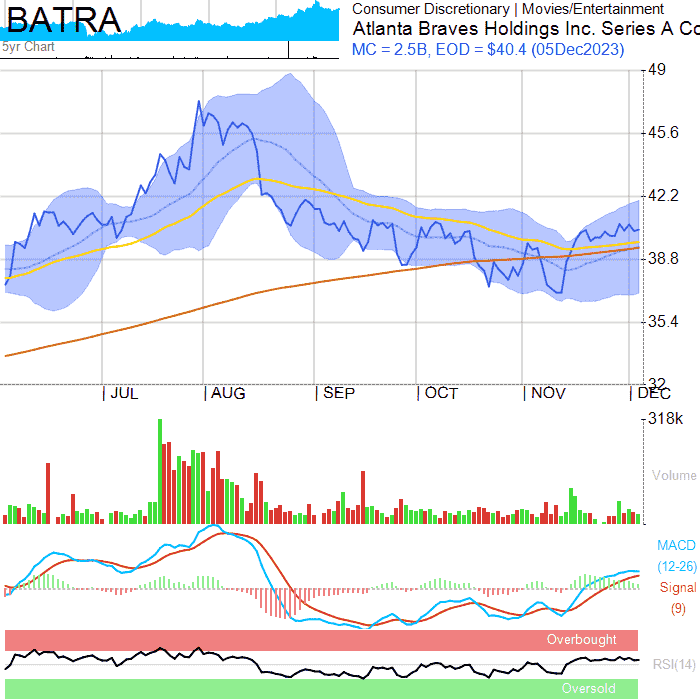 BATRA
Consumer Discretionary | Movies/Entertainment
Atlanta Braves Holdings Inc. Series A Co
5yr Chart
MC = 2.5B, EOD = $40.4 (05Dec2023)
49
45.6
42.2
38.8
35.4
32
| JUL | AUG | SEP | OCT | NOV | DEC
318k
Volume
MACD
(12-26)
Signal
(9)
Overbought
RSI(14)
Oversold